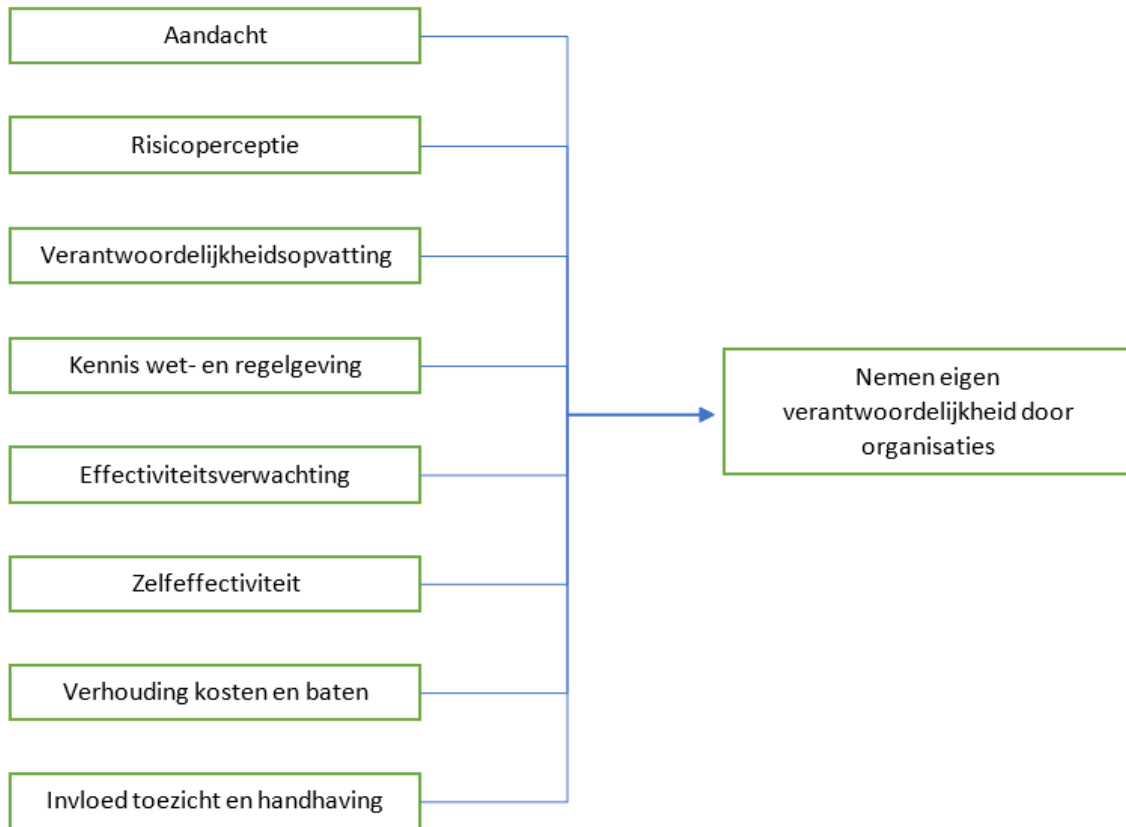 Aandacht
Risicoperceptie
Verantwoordelijkheidsopvatting
Kennis wet- en regelgeving
Effectiviteitsverwachting
Zelfeffectiviteit
Verhouding kosten en baten
Invloed toezicht en handhaving
Nemen eigen
verantwoordelijkheid door
organisaties